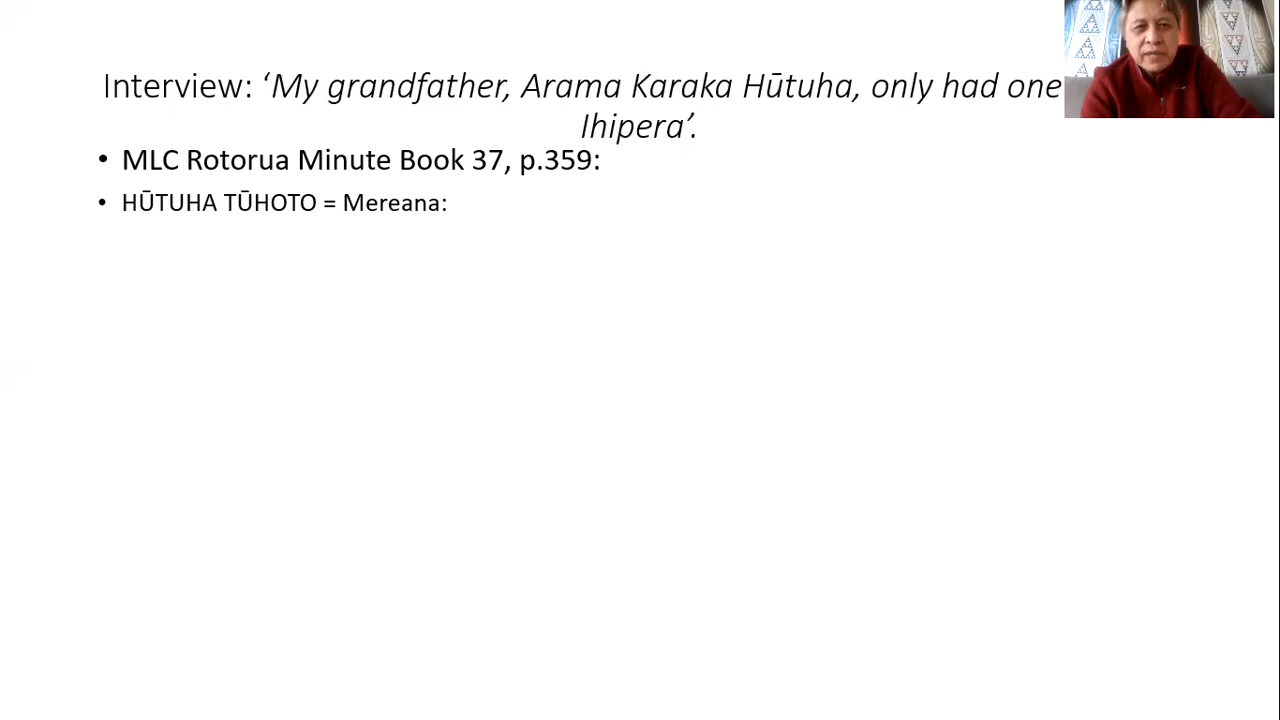 Interview: ‘My grandfather, Arama Karaka Hūtuha, only had one
Ihipera’.
• MLC Rotorua Minute Book 37, p.359:
• HŪTUHA TŪHOTO = Mereana: